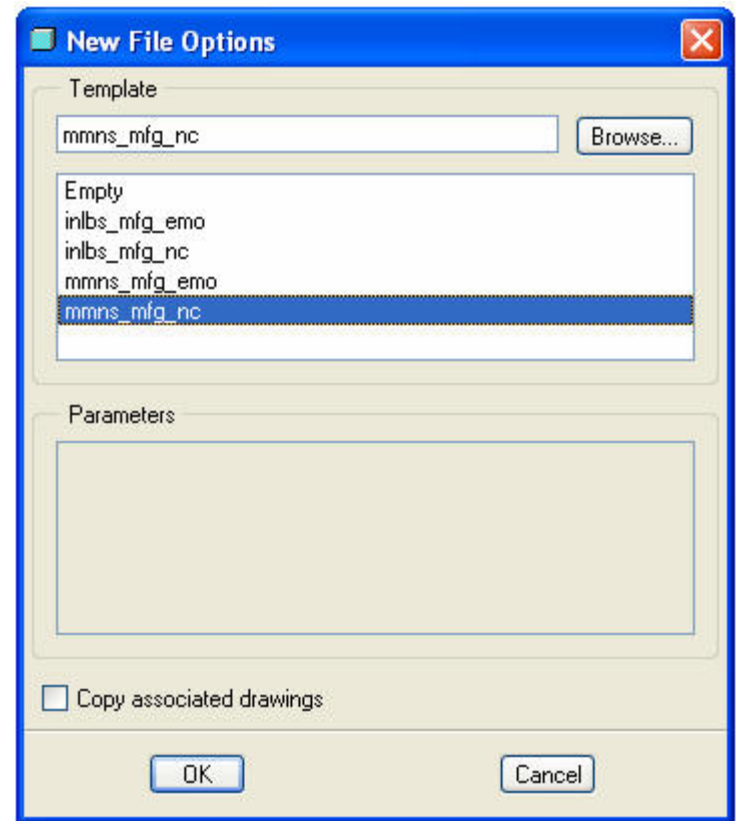 New File Options
Template
mmns_mfg_nc
Browse...
Empty
inlbs_mfg_emo
inlbs_mfg_nc
mmns_mfg_emo
mmns_mfg_nc
Parameters
Copy associated drawings
OK
Cancel